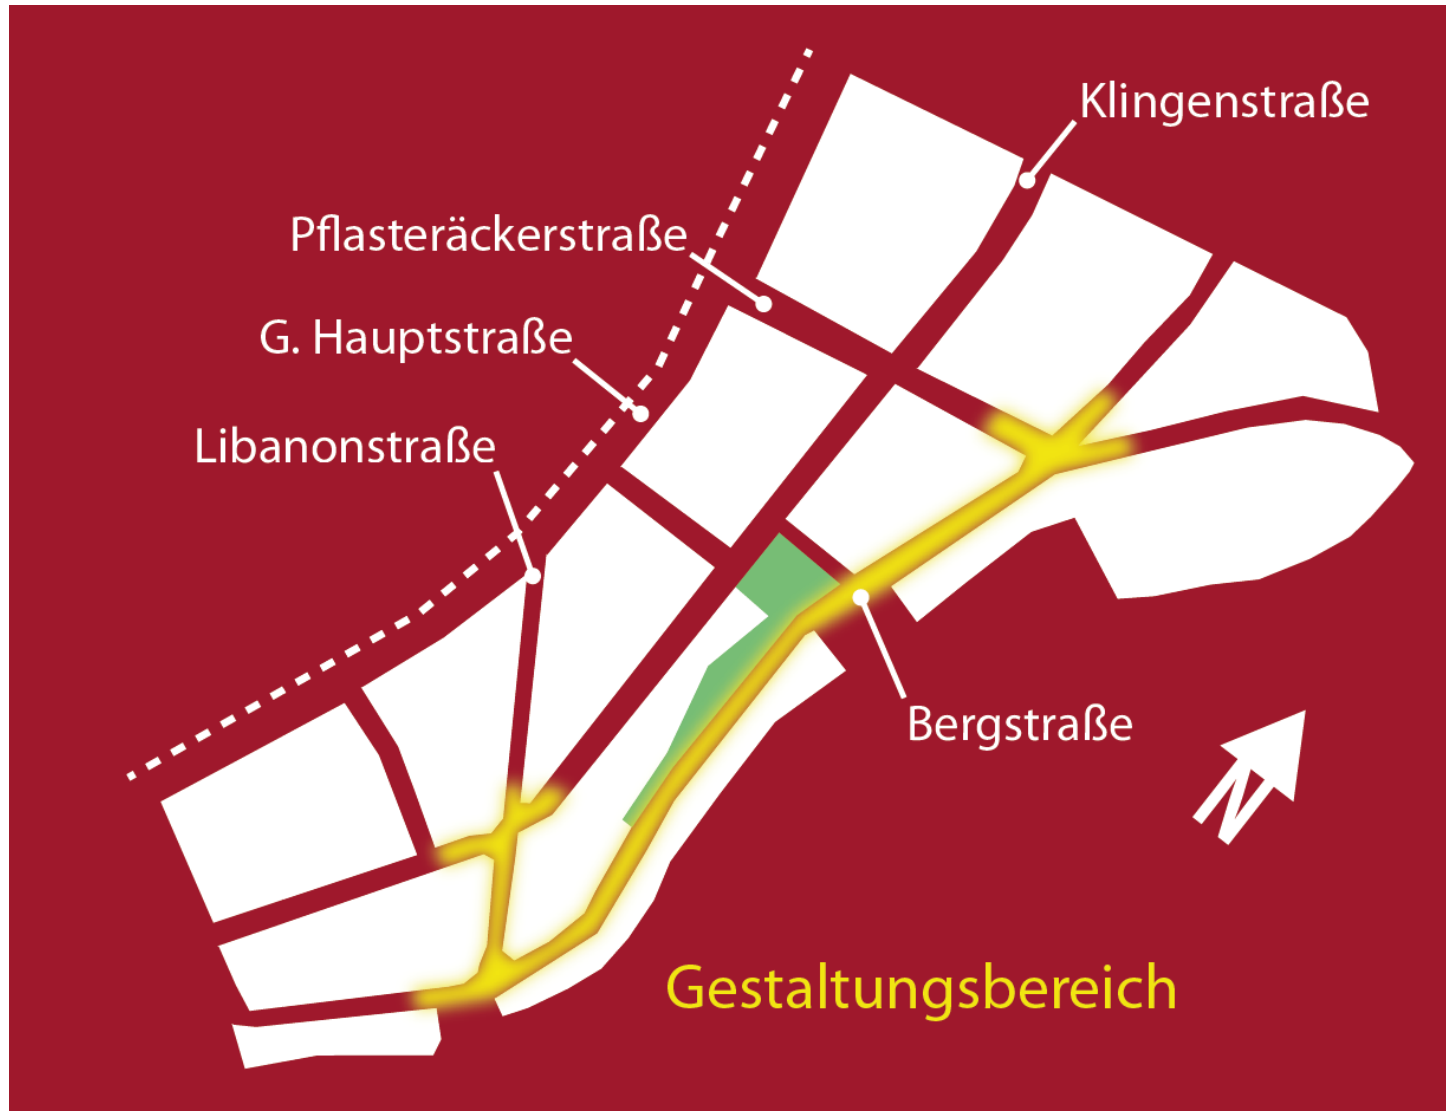 Klingenstraße
Pflasteräckerstraße
G. Hauptstraße
Libanonstraße
Bergstraße
N
Gestaltungsbereich